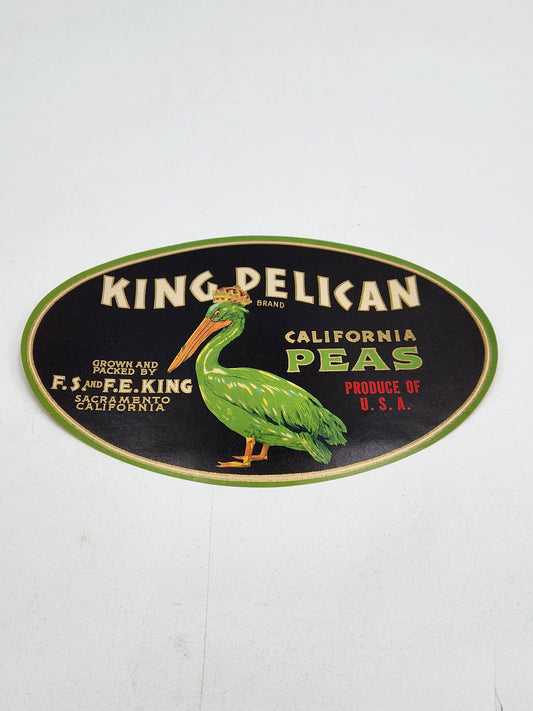 KING PELICAN
BRAND
CALIFORNIA
PEAS
PRODUCE OF
U.S.A.
GROWN AND
PACKED BY
F.S. AND F.E. KING
SACRAMENTO
CALIFORNIA